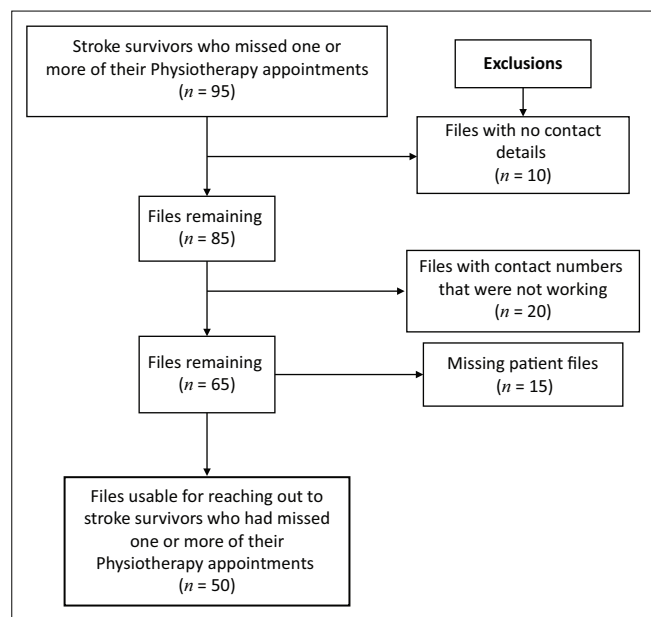 Stroke survivors who missed one or
more of their Physiotherapy appointments
(n = 95)
Exclusions
Files with no contact
details
(n = 10)
Files remaining
(n = 85)
Files with contact numbers
that were not working
(n = 20)
Files remaining
(n = 65)
Missing patient files
(n = 15)
Files usable for reaching out to
stroke survivors who had missed
one or more of their
Physiotherapy appointments
(n = 50)